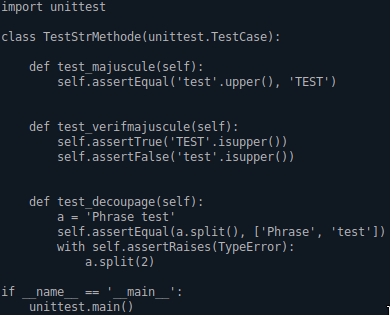 import unittest
class TestStrMethode(unittest.TestCase):
    def test_majuscule(self):
        self.assertEqual('test'.upper(), 'TEST')
    def test_verifmajuscule(self):
        self.assertTrue('TEST'.isupper())
        self.assertFalse('test'.isupper())
    def test_decoupage(self):
        a = 'Phrase test'
        self.assertEqual(a.split(), ['Phrase', 'test'])
        with self.assertRaises(TypeError):
            a.split(2)
if __name__ == '__main__':
    unittest.main()